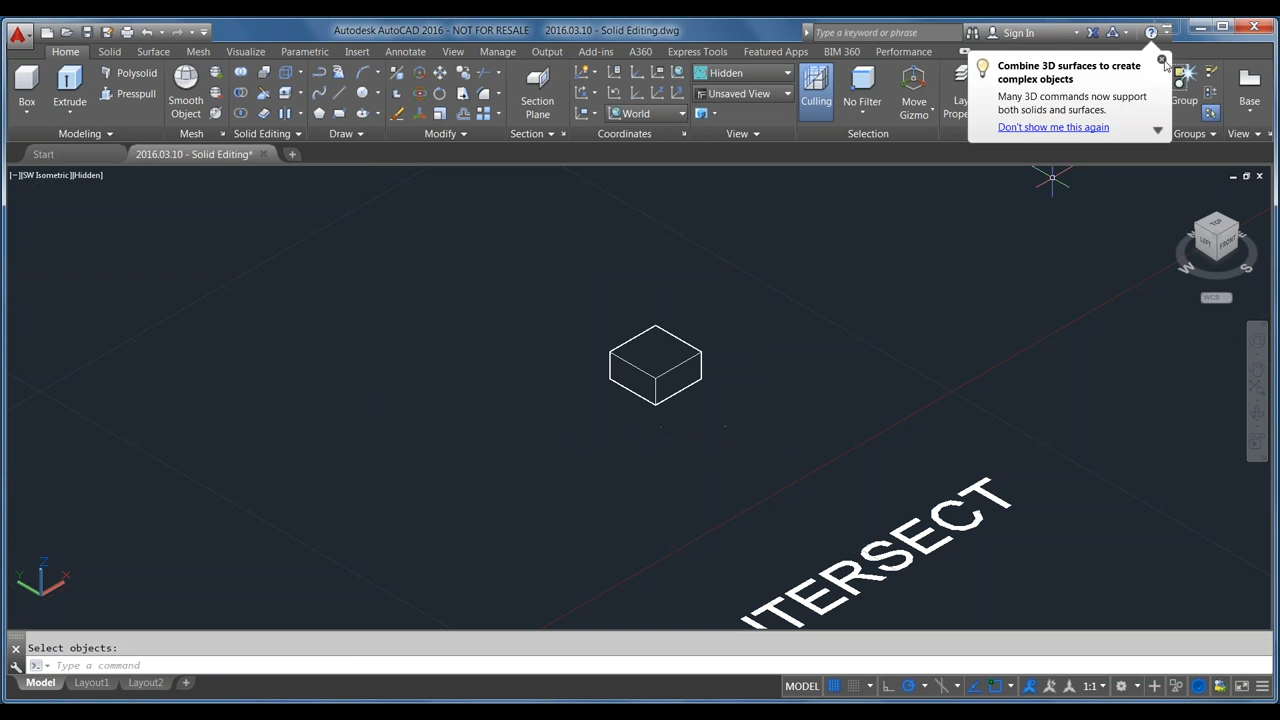 Autodesk AutoCAD 2016 - NOT FOR RESALE 2016.03.10 - Solid Editing.dwg
Type a keyword or phrase
Sign In
Home Solid Surface Mesh Visualize Parametric Insert Annotate View Manage Output Add-ins A360 Express Tools Featured Apps BIM 360 Performance
Box
Extrude
Polysolid
Presspull
Smooth
Object
Section
Plane
World
Hidden
Unsaved View
Culling
No Filter
Move
Gizmo
Group
Base
Modeling Mesh Solid Editing Draw Modify Section Coordinates View Selection Groups View
Combine 3D surfaces to create
complex objects
Many 3D commands now support
both solids and surfaces.
Don't show me this again
Start 2016.03.10 - Solid Editing*
[−][SW Isometric][Hidden]
TOP
LEFT FRONT
W S
WCS
TERSECT
Z
Y X
Select objects:
Type a command
Model Layout1 Layout2
MODEL 1:1